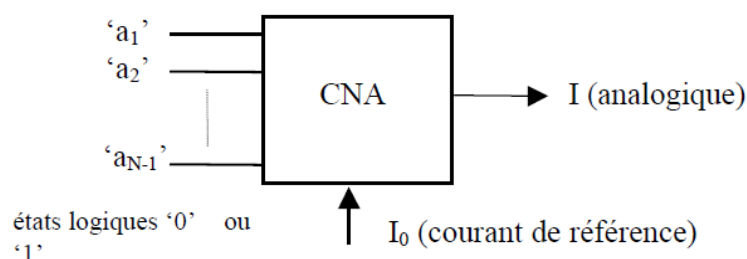 ‘a1’
‘a2’
CNA
I (analogique)
‘aN-1’
états logiques ‘0’ ou
‘1’
I0 (courant de référence)